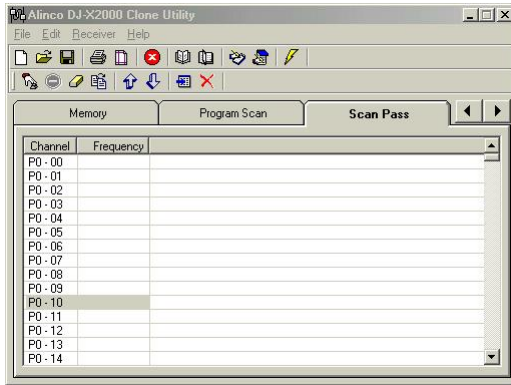 Alinco DJ-X2000 Clone Utility
File Edit Receiver Help
Memory Program Scan Scan Pass
Channel Frequency
P0 - 00
P0 - 01
P0 - 02
P0 - 03
P0 - 04
P0 - 05
P0 - 06
P0 - 07
P0 - 08
P0 - 09
P0 - 10
P0 - 11
P0 - 12
P0 - 13
P0 - 14